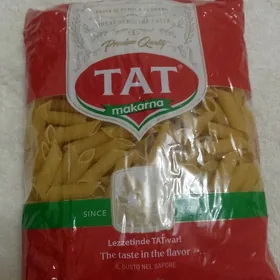 Premium Quality
TAT
makarna
SINCE
Lezzetinde TAT var!
The taste in the flavor
IL GUSTO NEL SAPORE